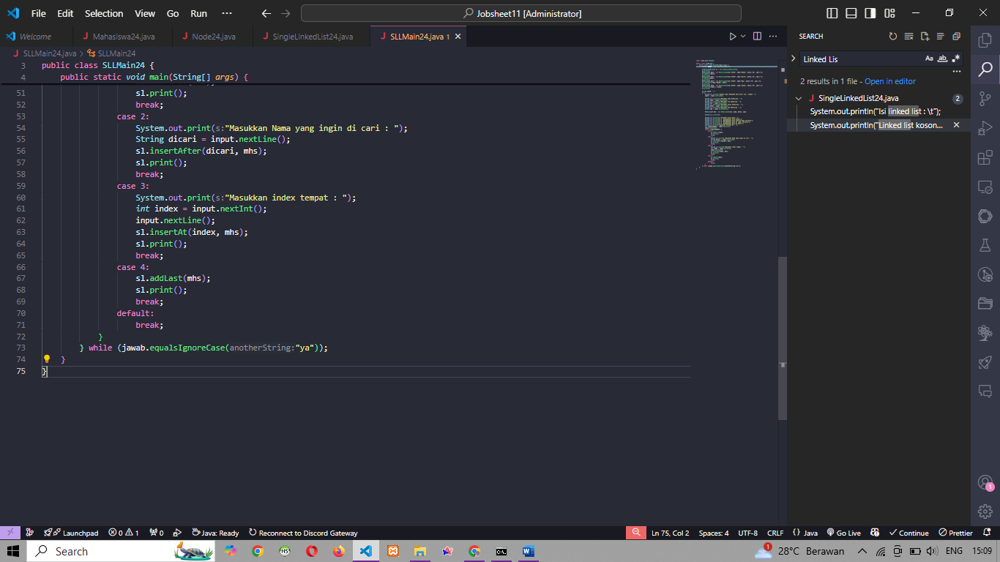 File Edit Selection View Go Run ··· Jobsheet11 [Administrator]
Welcome Mahasiswa24.java Node24.java SingleLinkedList24.java SLLMain24.java 1
SLLMain24.java > SLLMain24
3 public class SLLMain24 {
4 public static void main(String[] args) {
51 sl.print();
52 break;
53 case 2:
54 System.out.print(s:"Masukkan Nama yang ingin di cari : ");
55 String dicari = input.nextLine();
56 sl.insertAfter(dicari, mhs);
57 sl.print();
58 break;
59 case 3:
60 System.out.print(s:"Masukkan index tempat : ");
61 int index = input.nextInt();
62 input.nextLine();
63 sl.insertAt(index, mhs);
64 sl.print();
65 break;
66 case 4:
67 sl.addLast(mhs);
68 sl.print();
69 break;
70 default:
71 break;
72 }
73 } while (jawab.equalsIgnoreCase(anotherString:"ya"));
74 }
75 }
SEARCH
Linked Lis Aa ab .*
2 results in 1 file - Open in editor
SingleLinkedList24.java 2
System.out.println("Isi linked list : \t");
System.out.println("Linked list koson...
1
Launchpad 0 1 0 Java: Ready Reconnect to Discord Gateway Ln 75, Col 2 Spaces: 4 UTF-8 CRLF {} Java Go Live Continue Prettier
Search 1 28°C Berawan ENG 15:09